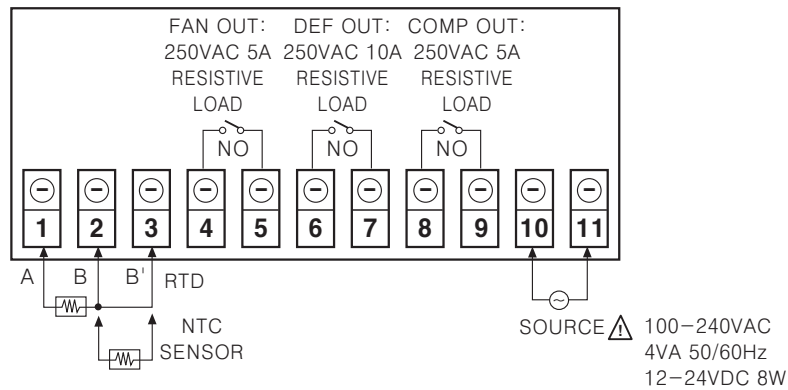 FAN OUT: DEF OUT: COMP OUT:
250VAC 5A 250VAC 10A 250VAC 5A
RESISTIVE RESISTIVE RESISTIVE
LOAD LOAD LOAD
NO NO NO
1 2 3 4 5 6 7 8 9 10 11
A B B' RTD
NTC
SENSOR
SOURCE 100-240VAC
4VA 50/60Hz
12-24VDC 8W